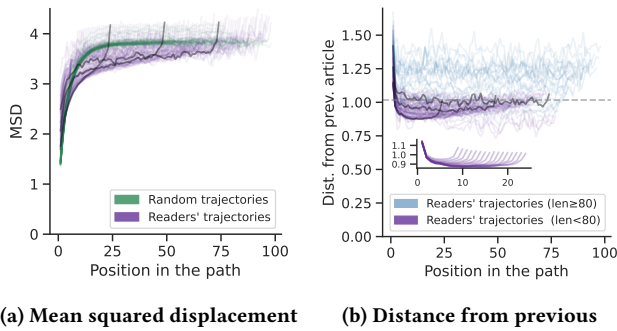 4
3
2
1
0
MSD
Random trajectories
Readers' trajectories
0 25 50 75 100
Position in the path
(a) Mean squared displacement
1.50
1.25
1.00
0.75
0.50
0.25
0.00
Dist. from prev. article
1.1
1.0
0.9
0 10 20
Readers' trajectories (len≥80)
Readers' trajectories (len<80)
0 25 50 75 100
Position in the path
(b) Distance from previous